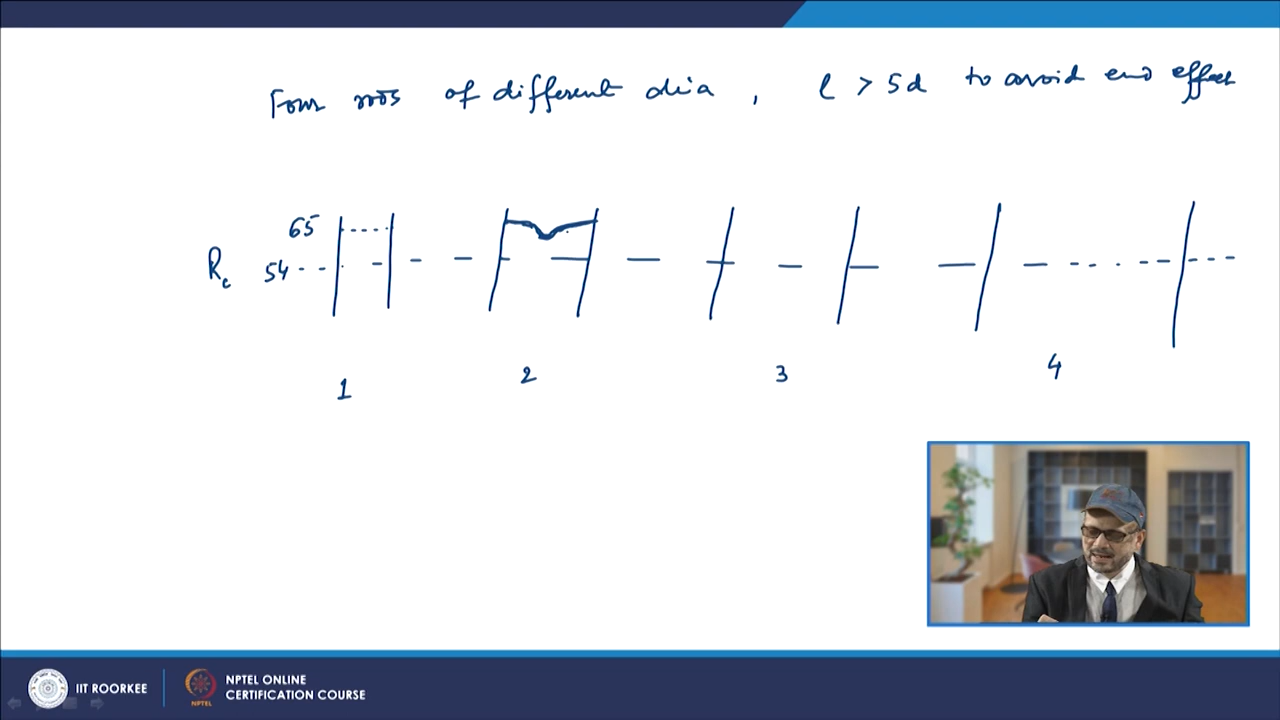 Four rods of different dia , l > 5d to avoid end effect
65
Rc 54
1 2 3 4
IIT ROORKEE
NPTEL ONLINE
CERTIFICATION COURSE
NPTEL